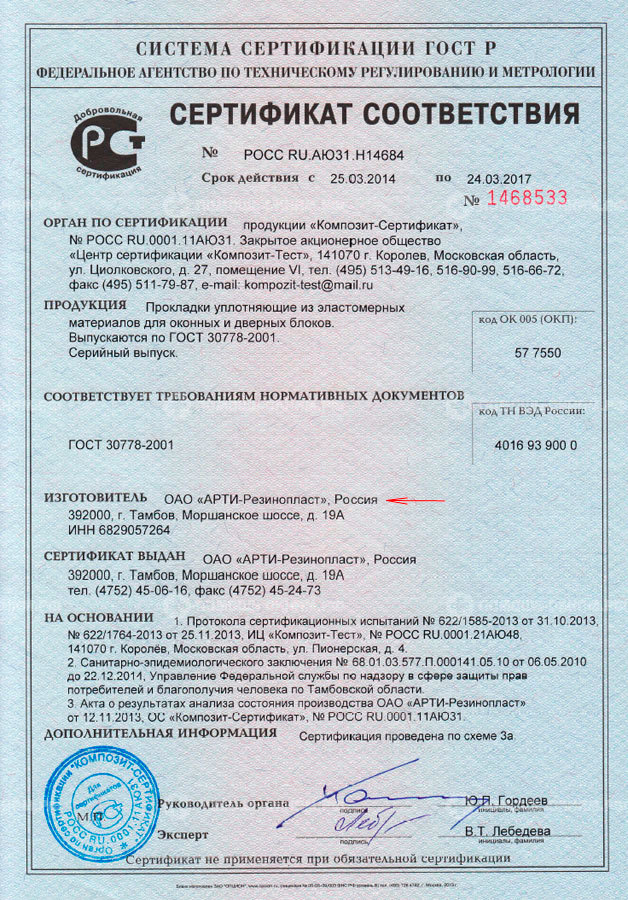 СИСТЕМА СЕРТИФИКАЦИИ ГОСТ Р
ФЕДЕРАЛЬНОЕ АГЕНТСТВО ПО ТЕХНИЧЕСКОМУ РЕГУЛИРОВАНИЮ И МЕТРОЛОГИИ
Добровольная
сертификация
СЕРТИФИКАТ СООТВЕТСТВИЯ
№ РОСС RU.АЮ31.Н14684
Срок действия с 25.03.2014 по 24.03.2017
№ 1468533
ОРГАН ПО СЕРТИФИКАЦИИ продукции «Композит-Сертификат»,
№ РОСС RU.0001.11АЮ31. Закрытое акционерное общество
«Центр сертификации «Композит-Тест», 141070 г. Королев, Московская область,
ул. Циолковского, д. 27, помещение VI, тел. (495) 513-49-16, 516-90-99, 516-66-72,
факс (495) 511-79-87, e-mail: kompozit-test@mail.ru
ПРОДУКЦИЯ Прокладки уплотняющие из эластомерных
материалов для оконных и дверных блоков.
Выпускаются по ГОСТ 30778-2001.
Серийный выпуск.
код ОК 005 (ОКП):
57 7550
СООТВЕТСТВУЕТ ТРЕБОВАНИЯМ НОРМАТИВНЫХ ДОКУМЕНТОВ
ГОСТ 30778-2001
код ТН ВЭД России:
4016 93 900 0
ИЗГОТОВИТЕЛЬ ОАО «АРТИ-Резинопласт», Россия
392000, г. Тамбов, Моршанское шоссе, д. 19А
ИНН 6829057264
СЕРТИФИКАТ ВЫДАН ОАО «АРТИ-Резинопласт», Россия
392000, г. Тамбов, Моршанское шоссе, д. 19А
тел. (4752) 45-06-16, факс (4752) 45-24-73
НА ОСНОВАНИИ 1. Протокола сертификационных испытаний № 622/1585-2013 от 31.10.2013,
№ 622/1764-2013 от 25.11.2013, ИЦ «Композит-Тест», № РОСС RU.0001.21АЮ48,
141070 г. Королёв, Московская область, ул. Пионерская, д. 4.
2. Санитарно-эпидемиологического заключения № 68.01.03.577.П.000141.05.10 от 06.05.2010
до 22.12.2014, Управление Федеральной службы по надзору в сфере защиты прав
потребителей и благополучия человека по Тамбовской области.
3. Акта о результатах анализа состояния производства ОАО «АРТИ-Резинопласт»
от 12.11.2013, ОС «Композит-Сертификат», № РОСС RU.0001.11АЮ31.
ДОПОЛНИТЕЛЬНАЯ ИНФОРМАЦИЯ Сертификация проведена по схеме 3а.
Орган по сертификации "КОМПОЗИТ-СЕРТИФИКАТ"
РОСС RU.0001.11АЮ31
Для сертификатов
М.П.
Руководитель органа
подпись
Ю.Я. Гордеев
инициалы, фамилия
Эксперт
подпись
В.Т. Лебедева
инициалы, фамилия
Сертификат не применяется при обязательной сертификации